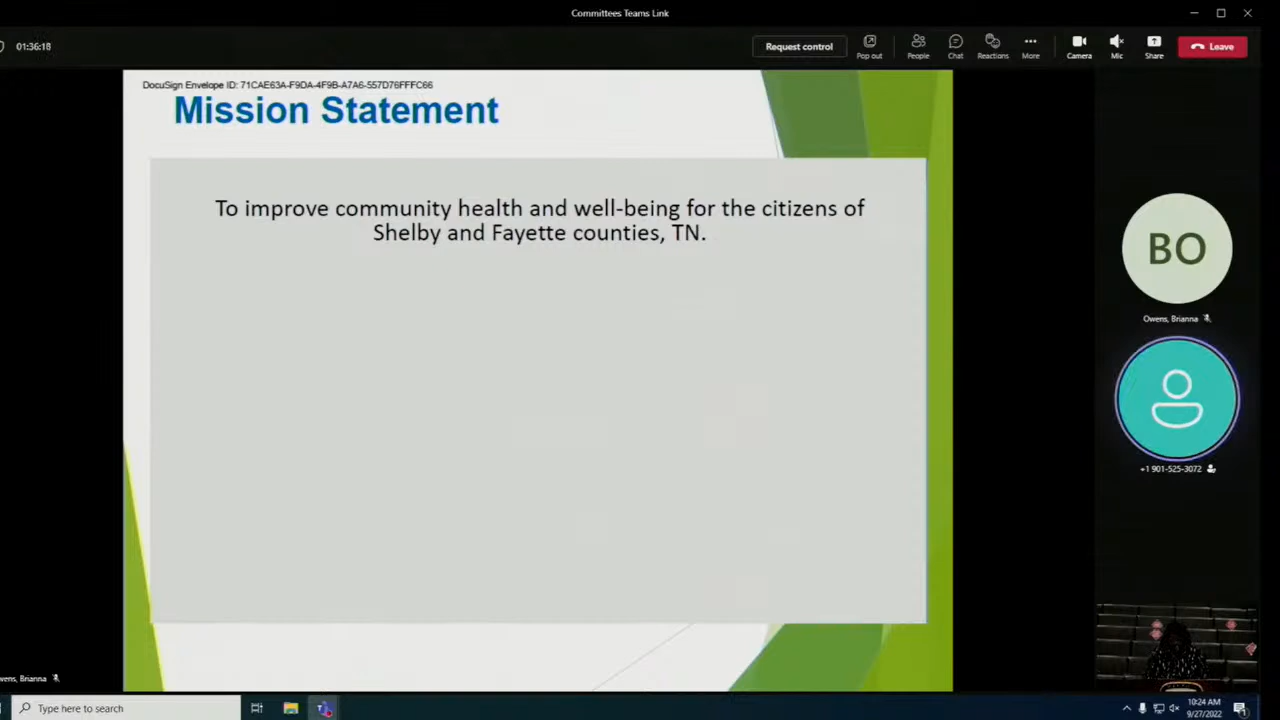 Committees Teams Link
01:36:18
Request control
Pop out
People
Chat
Reactions
More
Camera
Mic
Share
Leave
DocuSign Envelope ID: 71CAE63A-F9DA-4F9B-A7A6-557D76FFFC66
Mission Statement
To improve community health and well-being for the citizens of
Shelby and Fayette counties, TN.
BO
Owens, Brianna
+1 901-525-3072
wens, Brianna
Type here to search
10:24 AM
9/27/2022